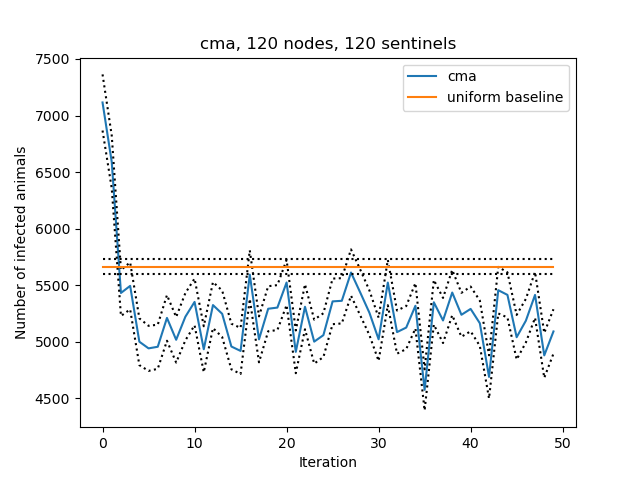 cma, 120 nodes, 120 sentinels
cma
uniform baseline
Number of infected animals
7500
7000
6500
6000
5500
5000
4500
0 10 20 30 40 50
Iteration